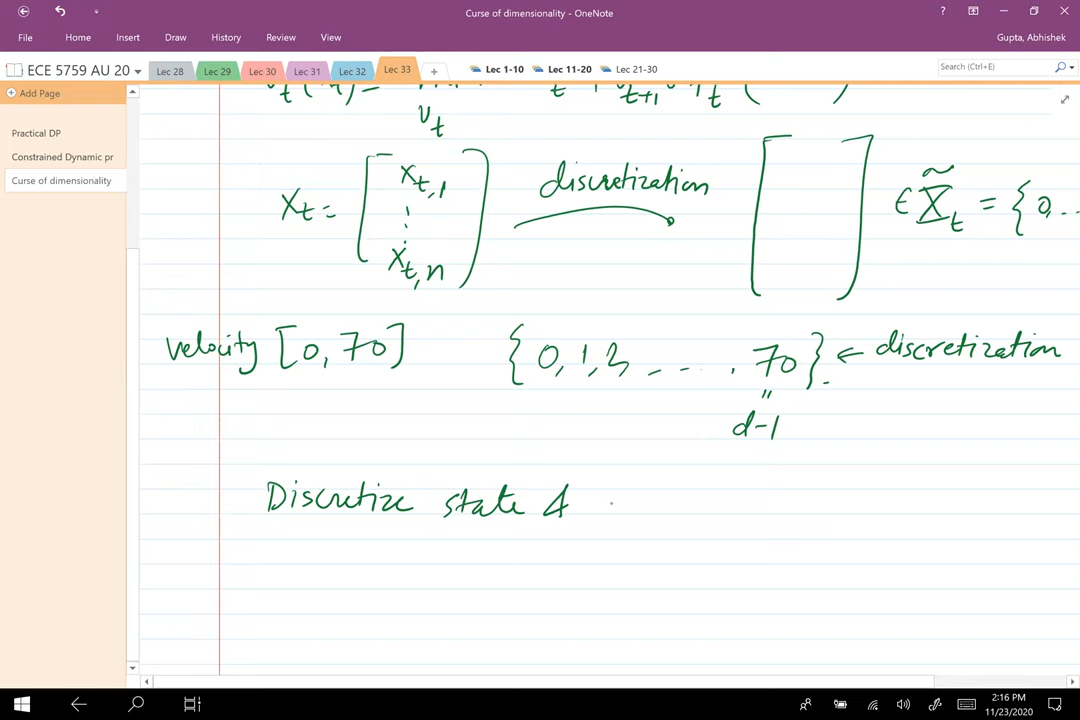 Curse of dimensionality - OneNote
Gupta, Abhishek
File Home Insert Draw History Review View
ECE 5759 AU 20
Lec 28 Lec 29 Lec 30 Lec 31 Lec 32 Lec 33
Lec 1-10 Lec 11-20 Lec 21-30
Search (Ctrl+E)
Add Page
Practical DP
Constrained Dynamic pr
Curse of dimensionality
v_t
X_t = [ x_{t,1} ⋮ x_{t,n} ] discretization [ ] ∈ X̃_t = {0, ..
velocity [0, 70] {0, 1, 2, ..... , 70}. ← discretization
"
d-1
Discretize state &
2:16 PM
11/23/2020